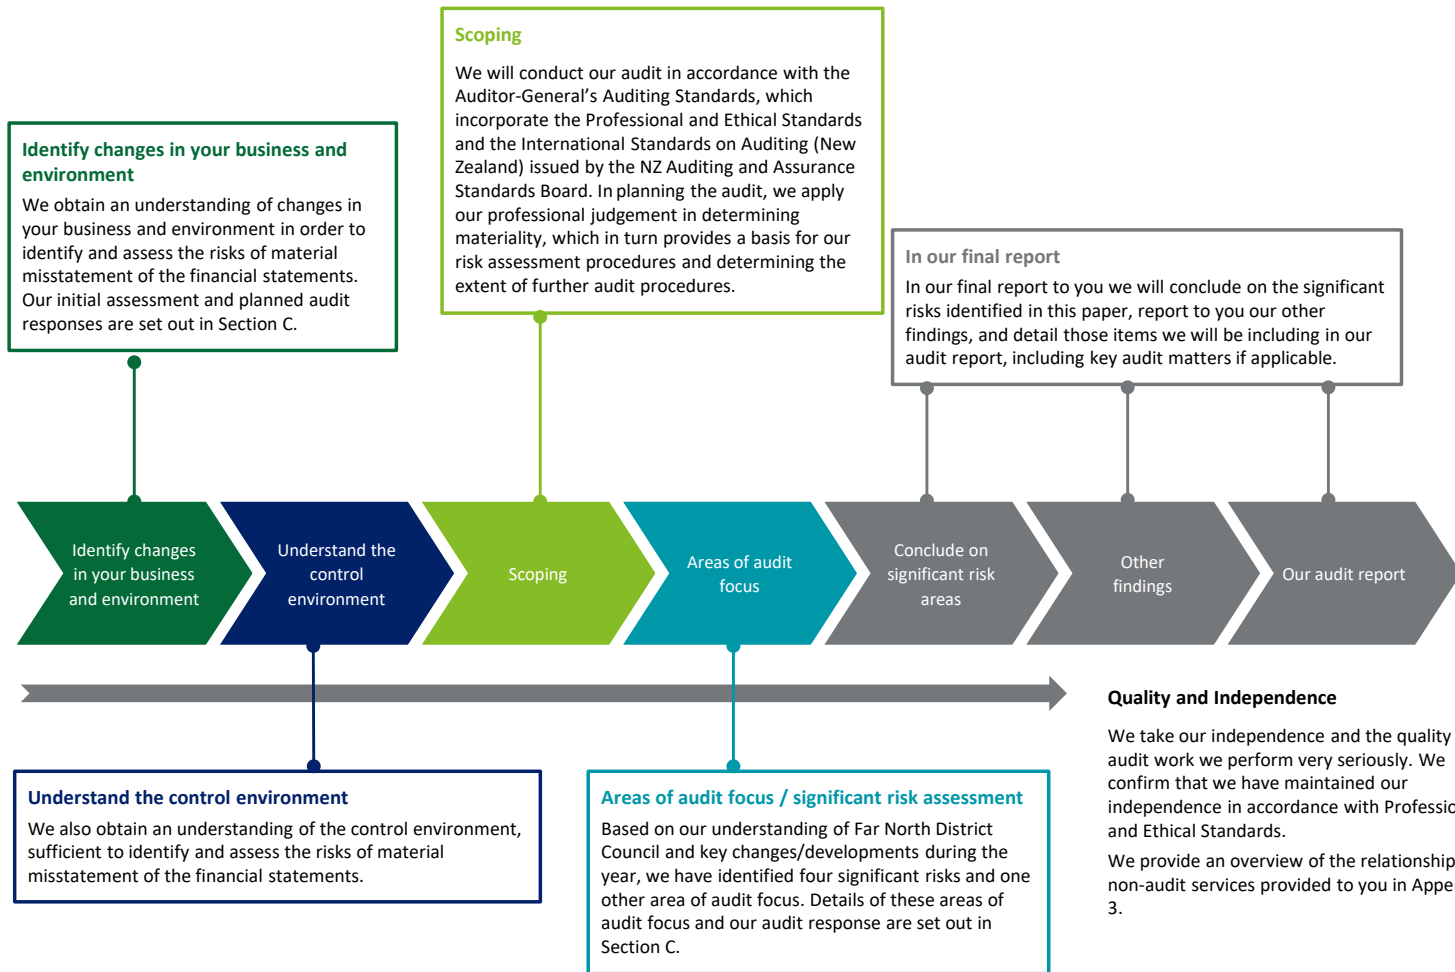 Scoping
We will conduct our audit in accordance with the
Auditor-General's Auditing Standards, which
incorporate the Professional and Ethical Standards
and the International Standards on Auditing (New
Zealand) issued by the NZ Auditing and Assurance
Standards Board. In planning the audit, we apply
our professional judgement in determining
materiality, which in turn provides a basis for our
risk assessment procedures and determining the
extent of further audit procedures.
Identify changes in your business and
environment
We obtain an understanding of changes in
your business and environment in order to
identify and assess the risks of material
misstatement of the financial statements.
Our initial assessment and planned audit
responses are set out in Section C.
In our final report
In our final report to you we will conclude on the significant
risks identified in this paper, report to you our other
findings, and detail those items we will be including in our
audit report, including key audit matters if applicable.
Identify changes
in your business
and environment
Understand the
control
environment
Scoping
Areas of audit
focus
Conclude on
significant risk
areas
Other
findings
Our audit report
Understand the control environment
We also obtain an understanding of the control environment,
sufficient to identify and assess the risks of material
misstatement of the financial statements.
Areas of audit focus / significant risk assessment
Based on our understanding of Far North District
Council and key changes/developments during the
year, we have identified four significant risks and one
other area of audit focus. Details of these areas of
audit focus and our audit response are set out in
Section C.
Quality and Independence
We take our independence and the quality
audit work we perform very seriously. We
confirm that we have maintained our
independence in accordance with Professio
and Ethical Standards.
We provide an overview of the relationship
non-audit services provided to you in Appe
3.